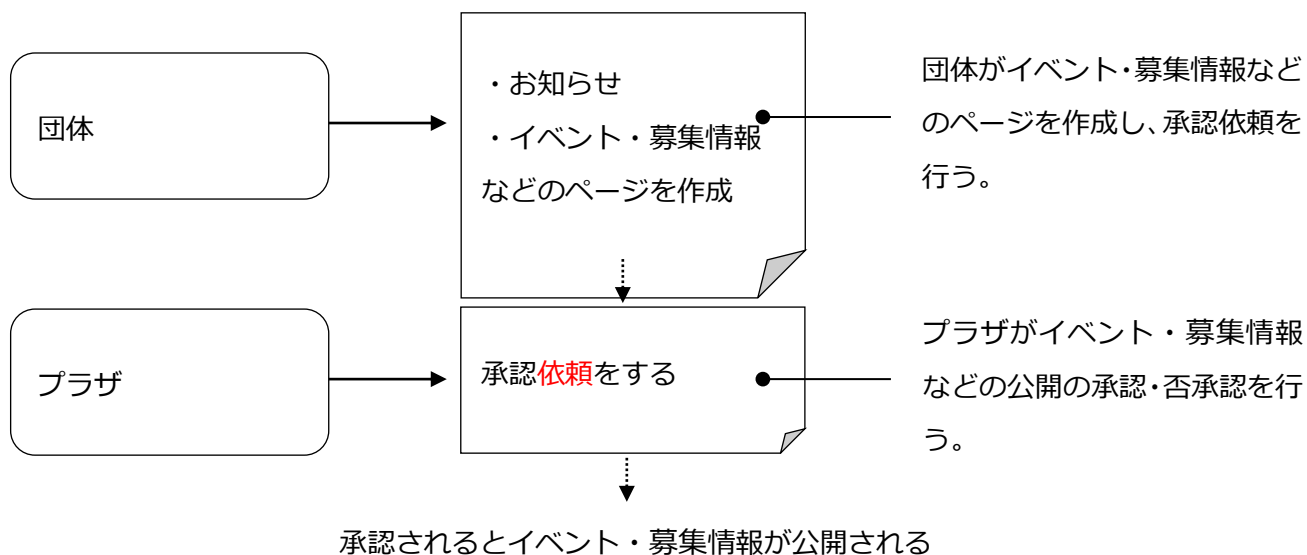 団体
・お知らせ
・イベント・募集情報
などのページを作成
団体がイベント・募集情報など
のページを作成し、承認依頼を
行う。
プラザ
承認依頼をする
プラザがイベント・募集情報
などの公開の承認・否承認を行
う。
承認されるとイベント・募集情報が公開される